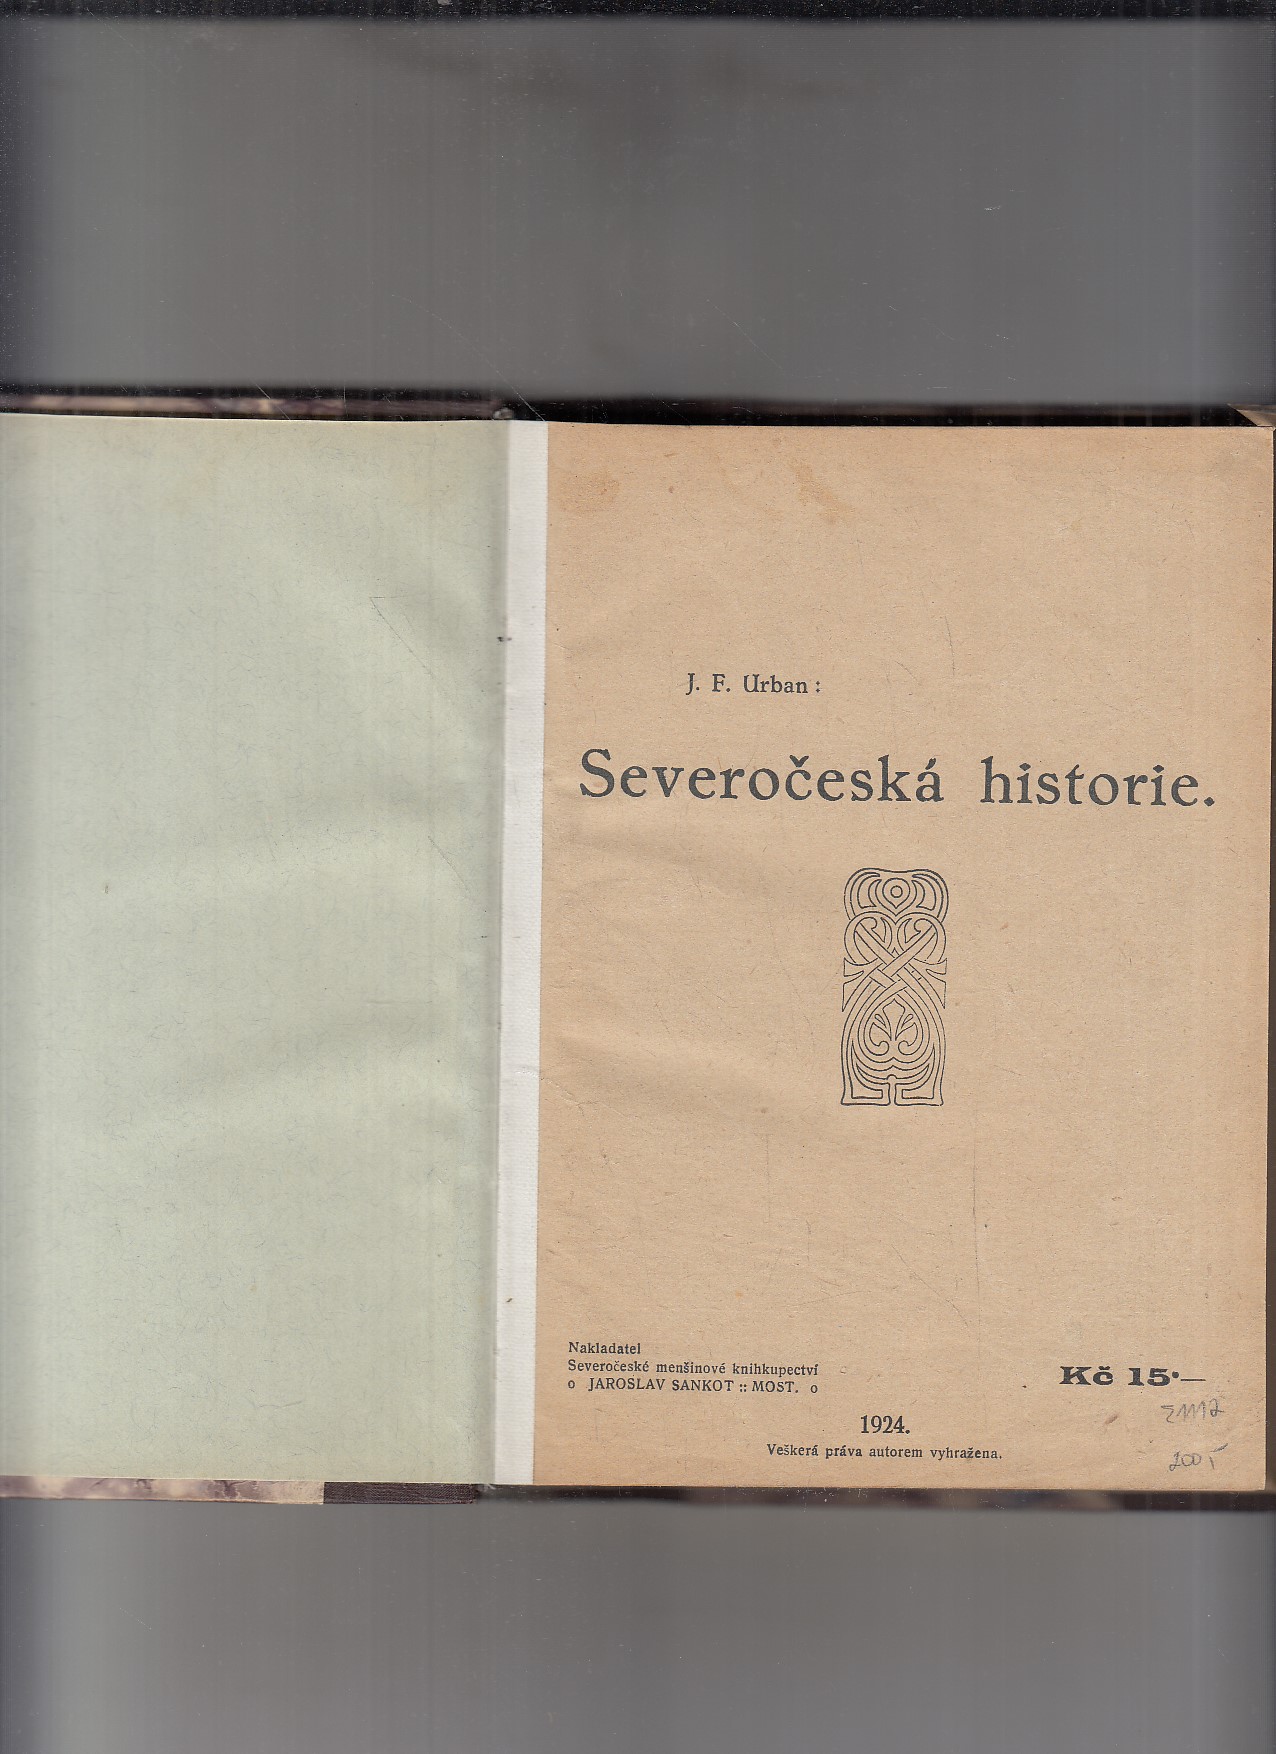 J. F. Urban:
Severočeská historie.
Nakladatel
Severočeské menšinové knihkupectví
o JAROSLAV SANKOT :: MOST. o
Kč 15·—
1924.
Veškerá práva autorem vyhražena.